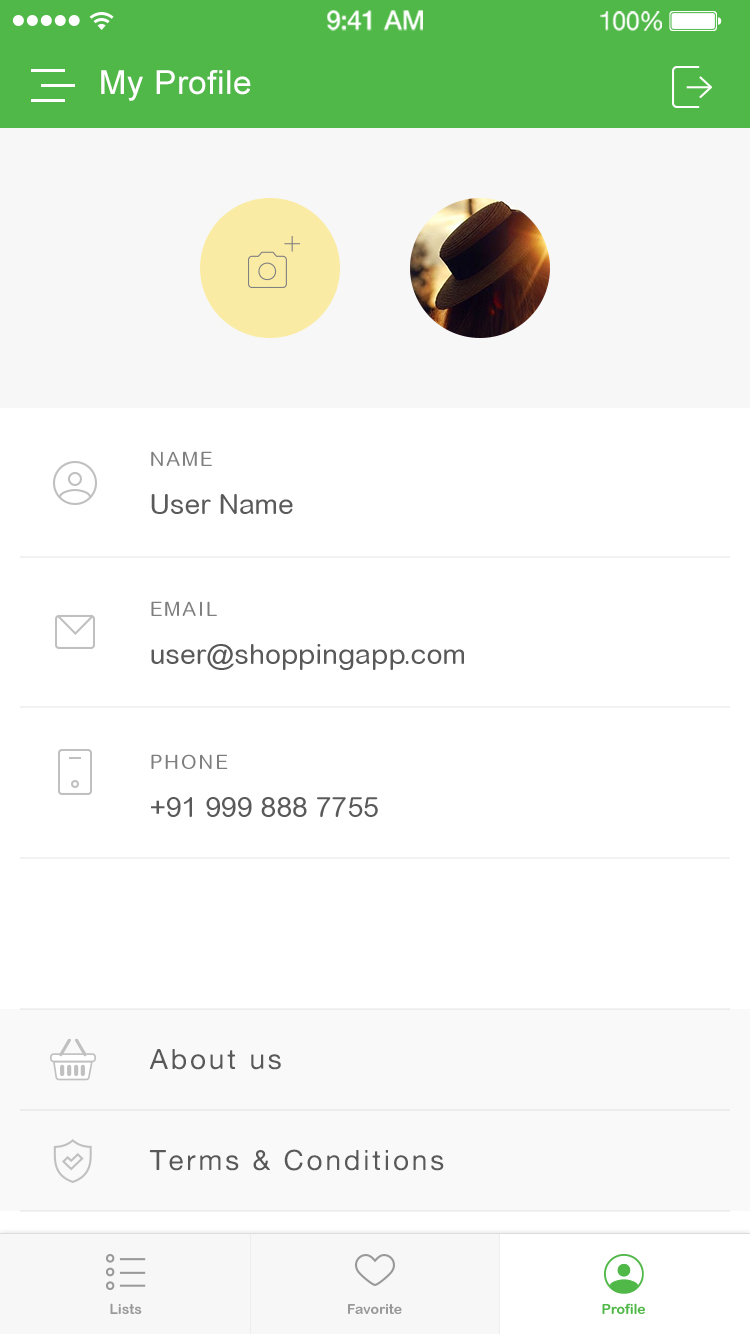 9:41 AM
100%
My Profile
NAME
User Name
EMAIL
user@shoppingapp.com
PHONE
+91 999 888 7755
About us
Terms & Conditions
Lists
Favorite
Profile